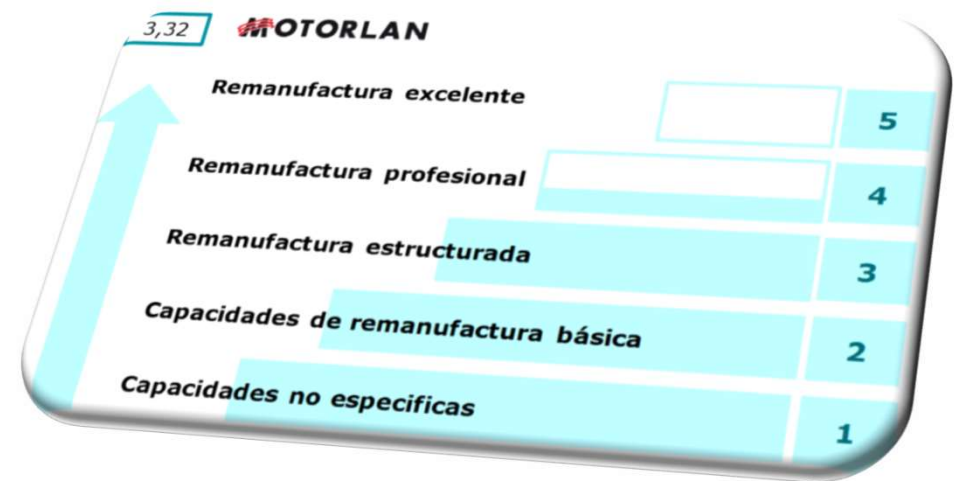 3,32 MOTORLAN
Remanufactura excelente 5
Remanufactura profesional 4
Remanufactura estructurada 3
Capacidades de remanufactura básica 2
Capacidades no especificas 1